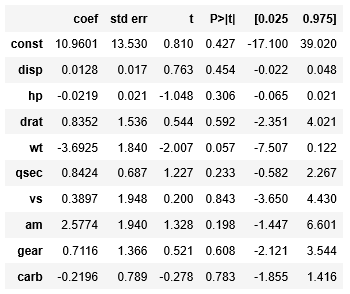 coef std err t P>|t| [0.025 0.975]
const 10.9601 13.530 0.810 0.427 -17.100 39.020
disp 0.0128 0.017 0.763 0.454 -0.022 0.048
hp -0.0219 0.021 -1.048 0.306 -0.065 0.021
drat 0.8352 1.536 0.544 0.592 -2.351 4.021
wt -3.6925 1.840 -2.007 0.057 -7.507 0.122
qsec 0.8424 0.687 1.227 0.233 -0.582 2.267
vs 0.3897 1.948 0.200 0.843 -3.650 4.430
am 2.5774 1.940 1.328 0.198 -1.447 6.601
gear 0.7116 1.366 0.521 0.608 -2.121 3.544
carb -0.2196 0.789 -0.278 0.783 -1.855 1.416